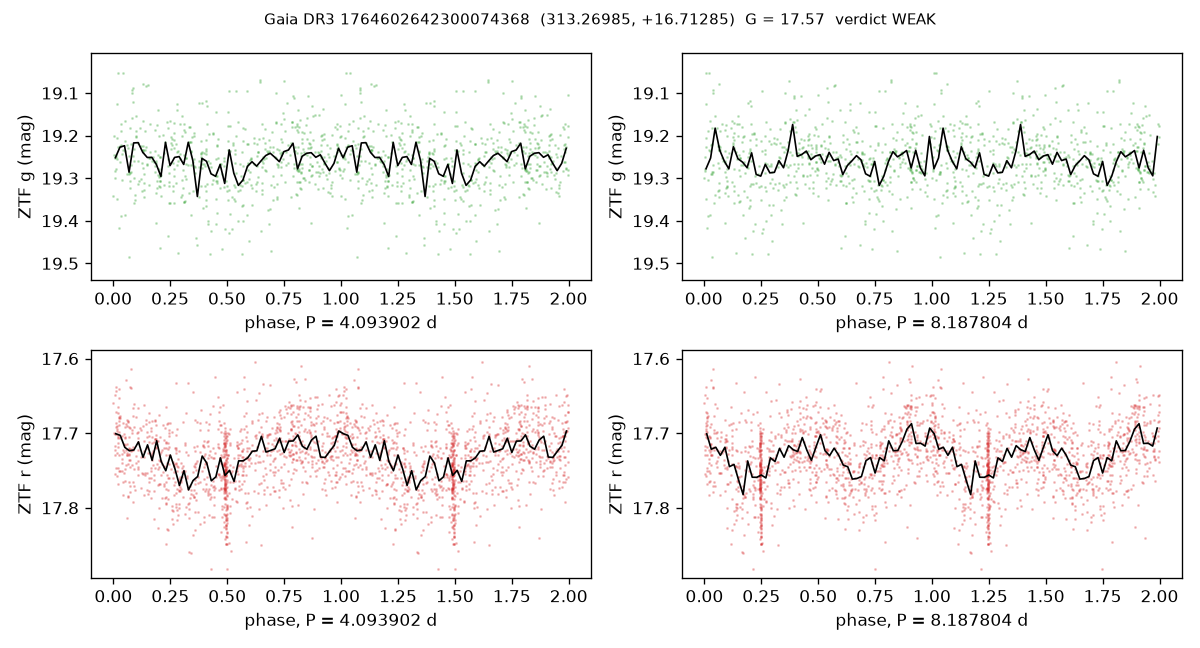 Gaia DR3 1764602642300074368 (313.26985, +16.71285) G = 17.57 verdict WEAK
ZTF g (mag)
19.1
19.2
19.3
19.4
19.5
0.00 0.25 0.50 0.75 1.00 1.25 1.50 1.75 2.00
phase, P = 4.093902 d
ZTF g (mag)
19.1
19.2
19.3
19.4
19.5
0.00 0.25 0.50 0.75 1.00 1.25 1.50 1.75 2.00
phase, P = 8.187804 d
ZTF r (mag)
17.6
17.7
17.8
0.00 0.25 0.50 0.75 1.00 1.25 1.50 1.75 2.00
phase, P = 4.093902 d
ZTF r (mag)
17.6
17.7
17.8
0.00 0.25 0.50 0.75 1.00 1.25 1.50 1.75 2.00
phase, P = 8.187804 d